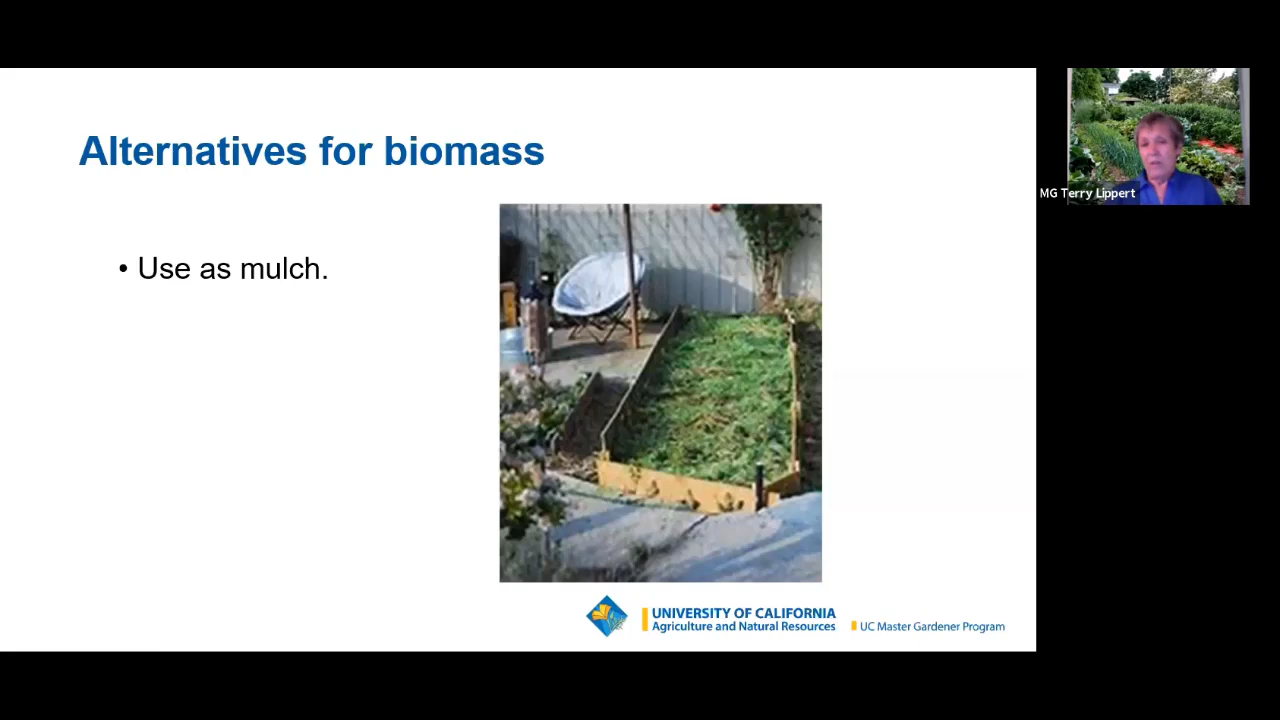 Alternatives for biomass
• Use as mulch.
MG Terry Lippert
UNIVERSITY OF CALIFORNIA
Agriculture and Natural Resources
UC Master Gardener Program